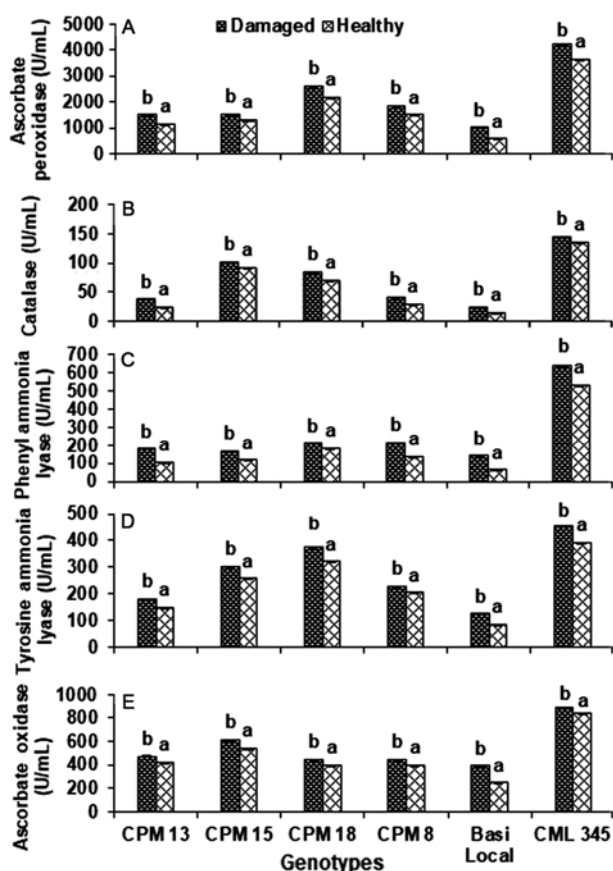 A
Damaged Healthy
Ascorbate
peroxidase (U/mL)
5000
4000
3000
2000
1000
0
b a b a b a b a b a b a
B
Catalase (U/mL)
200
150
100
50
0
b a b a b a b a b a b a
C
Phenyl ammonia
lyase (U/mL)
700
600
500
400
300
200
100
0
b a b a b a b a b a b a
D
Tyrosine ammonia
lyase (U/mL)
500
400
300
200
100
0
b a b a b a b a b a b a
E
Ascorbate oxidase
(U/mL)
1000
800
600
400
200
0
b a b a b a b a b a b a
CPM 13 CPM 15 CPM 18 CPM 8 Basi CML 345
Local
Genotypes